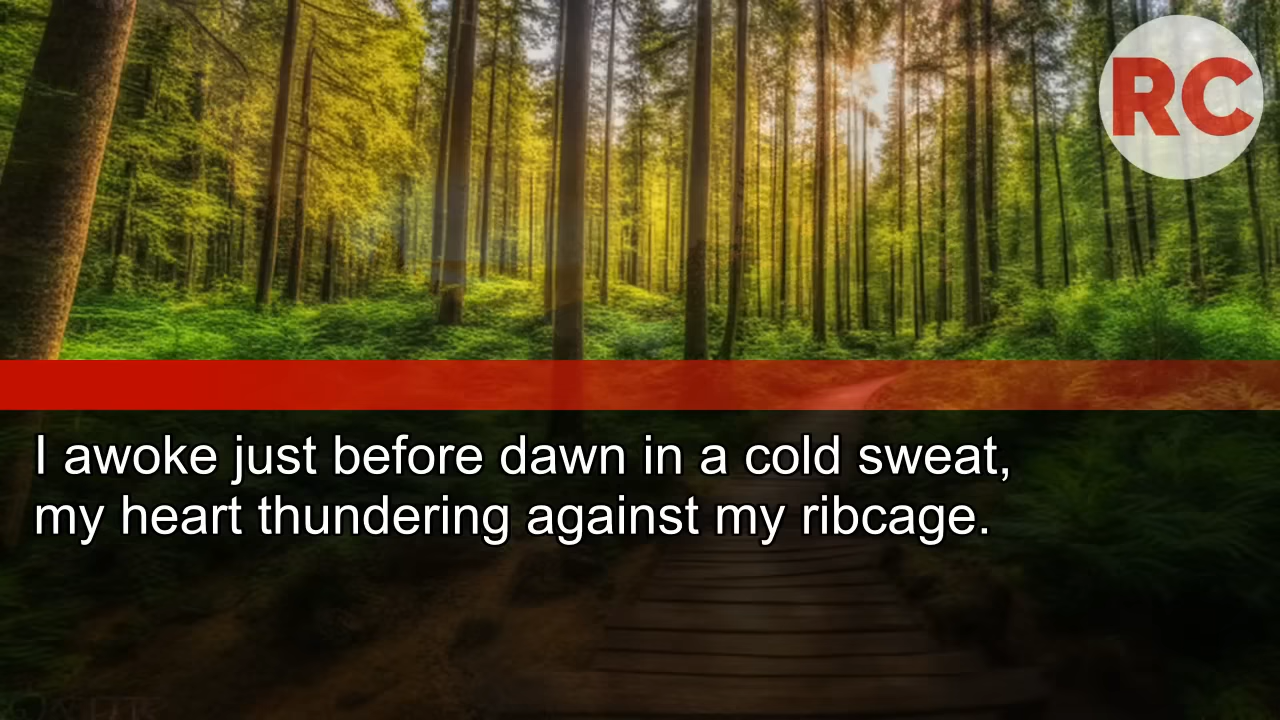 RC
I awoke just before dawn in a cold sweat,
my heart thundering against my ribcage.